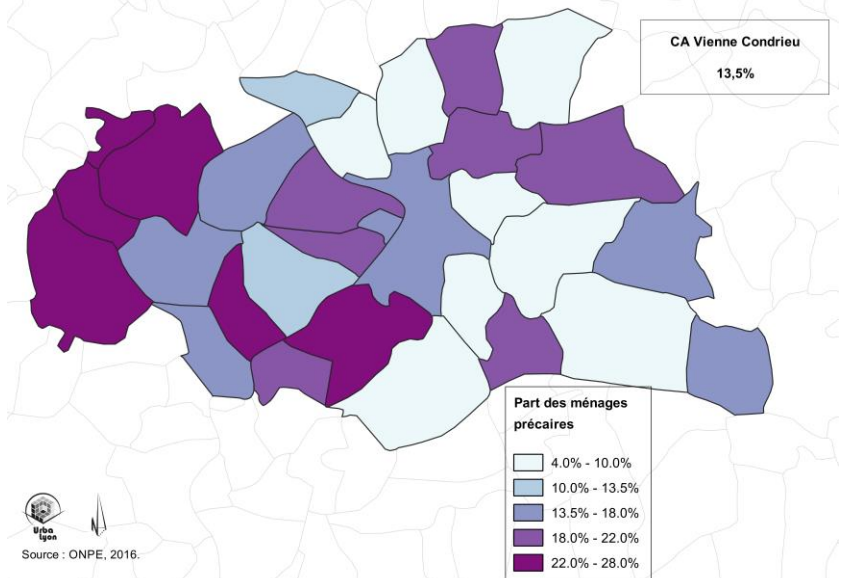 CA Vienne Condrieu
13,5%
Part des ménages
précaires
4.0% - 10.0%
10.0% - 13.5%
13.5% - 18.0%
18.0% - 22.0%
22.0% - 28.0%
Urba
Lyon
Source : ONPE, 2016.